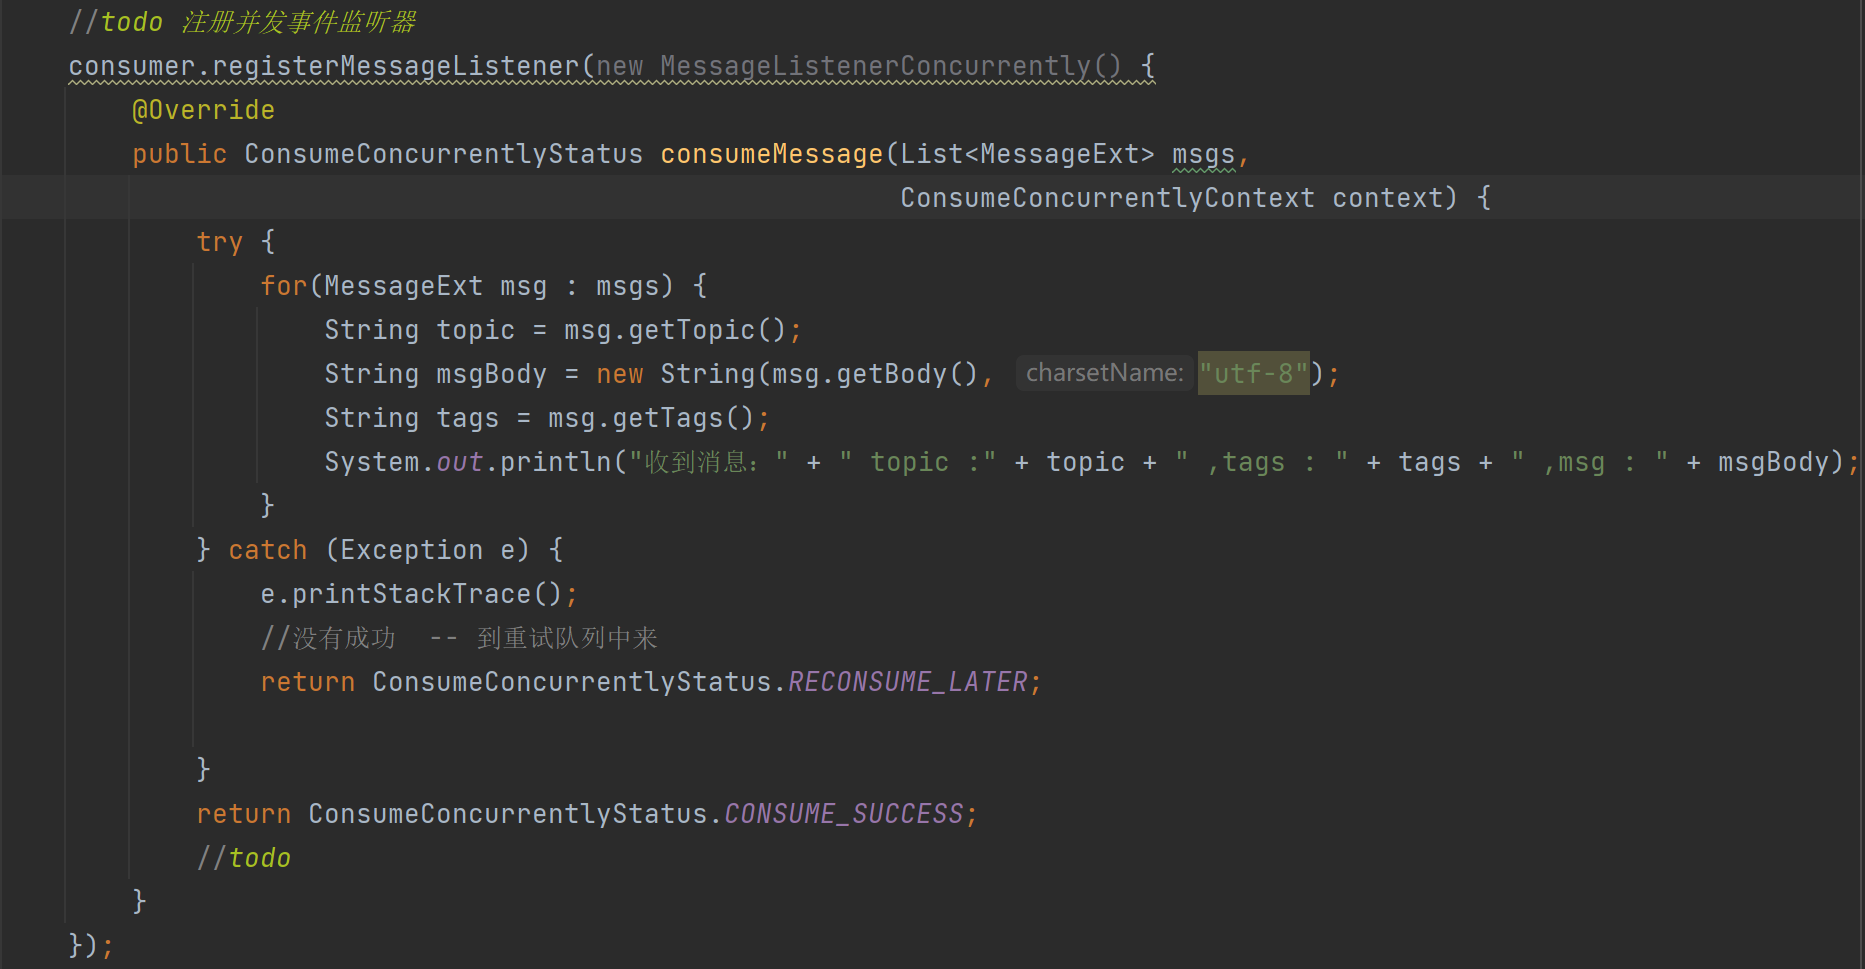 //todo 注册并发事件监听器
consumer.registerMessageListener(new MessageListenerConcurrently() {
@Override
public ConsumeConcurrentlyStatus consumeMessage(List<MessageExt> msgs,
ConsumeConcurrentlyContext context) {
try {
for(MessageExt msg : msgs) {
String topic = msg.getTopic();
String msgBody = new String(msg.getBody(), charsetName: "utf-8");
String tags = msg.getTags();
System.out.println("收到消息：" + " topic :" + topic + " ,tags : " + tags + " ,msg : " + msgBody);
}
} catch (Exception e) {
e.printStackTrace();
//没有成功  -- 到重试队列中来
return ConsumeConcurrentlyStatus.RECONSUME_LATER;
}
return ConsumeConcurrentlyStatus.CONSUME_SUCCESS;
//todo
}
});